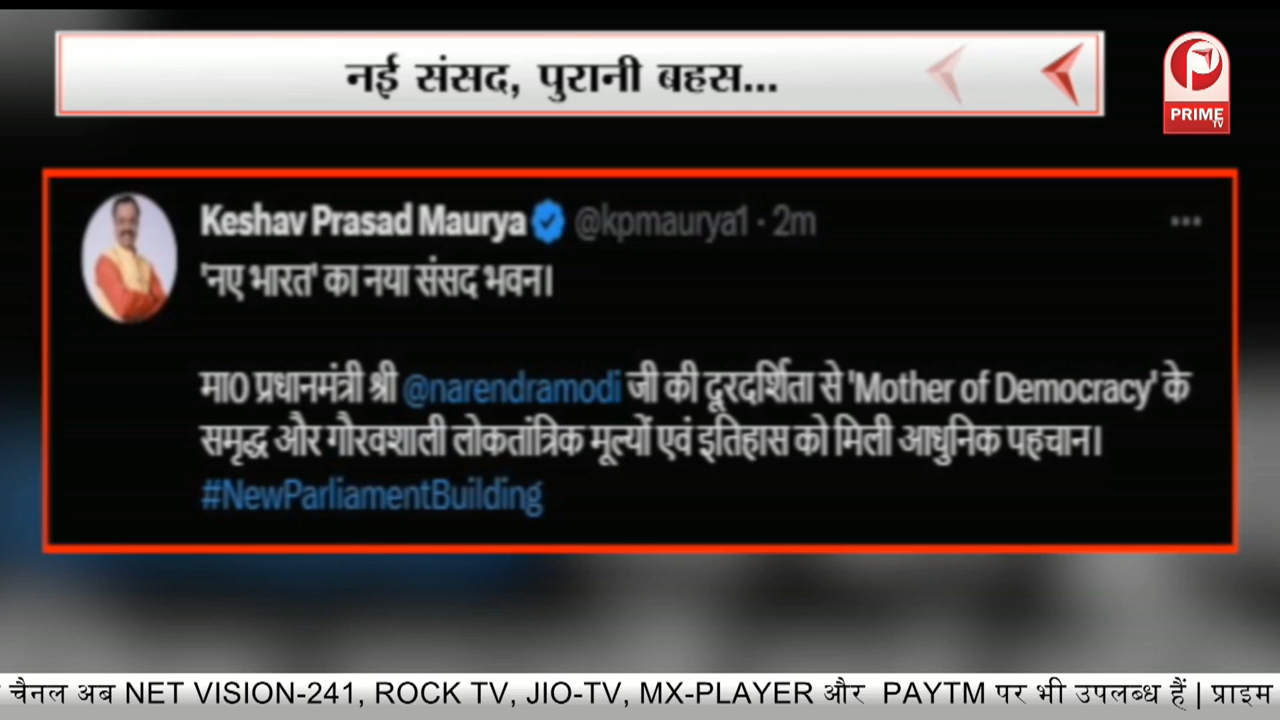 नई संसद, पुरानी बहस...
PRIME
TV
Keshav Prasad Maurya @kpmaurya1 · 2m
'नए भारत' का नया संसद भवन।
मा0 प्रधानमंत्री श्री @narendramodi जी की दूरदर्शिता से 'Mother of Democracy' के
समृद्ध और गौरवशाली लोकतांत्रिक मूल्यों एवं इतिहास को मिली आधुनिक पहचान।
#NewParliamentBuilding
चैनल अब NET VISION-241, ROCK TV, JIO-TV, MX-PLAYER और PAYTM पर भी उपलब्ध हैं | प्राइम